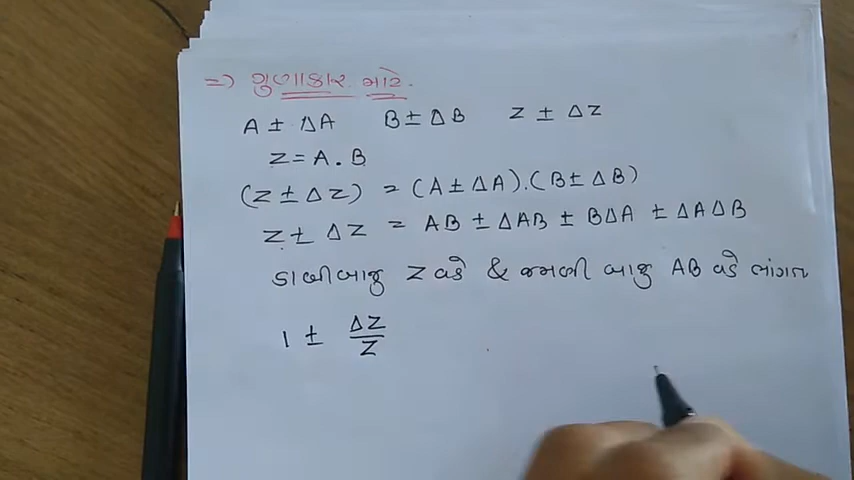 =) ગુણાકાર માટે.
A ± ΔA B ± ΔB Z ± ΔZ
Z = A . B
(Z ± ΔZ) = (A ± ΔA).(B ± ΔB)
Z ± ΔZ = AB ± ΔAB ± BΔA ± ΔAΔB
ડાબીબાજુ Z વડે & જમણી બાજુ AB વડે ભાંગતા
1 ± ΔZ/Z